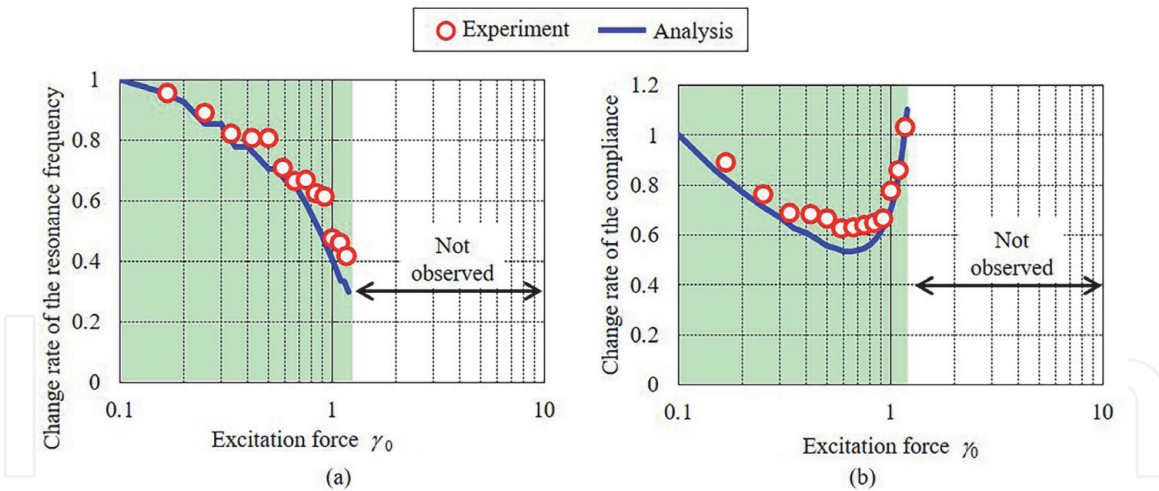 Experiment Analysis
Change rate of the resonance frequency
1
0.8
0.6
0.4
0.2
0
0.1 1 10
Not
observed
Excitation force γ₀
(a)
Change rate of the compliance
1.2
1
0.8
0.6
0.4
0.2
0
0.1 1 10
Not
observed
Excitation force γ₀
(b)